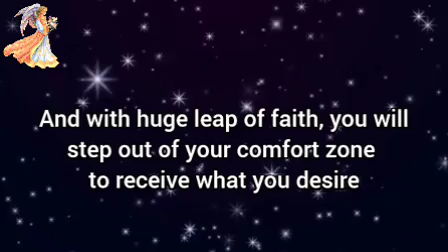 And with huge leap of faith, you will
step out of your comfort zone
to receive what you desire